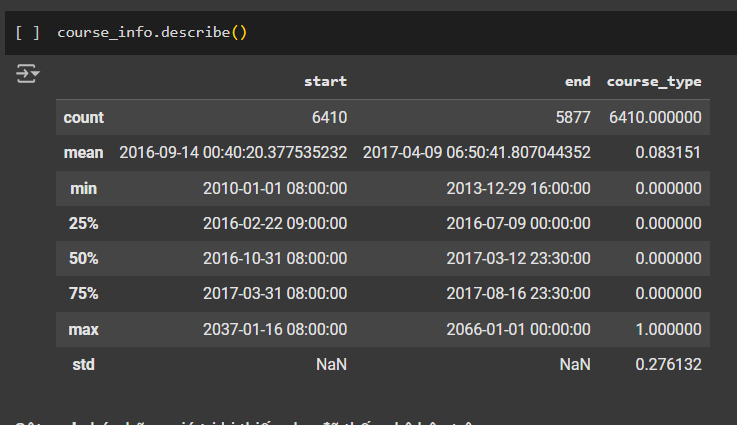 [ ] course_info.describe()
start end course_type
count 6410 5877 6410.000000
mean 2016-09-14 00:40:20.377535232 2017-04-09 06:50:41.807044352 0.083151
min 2010-01-01 08:00:00 2013-12-29 16:00:00 0.000000
25% 2016-02-22 09:00:00 2016-07-09 00:00:00 0.000000
50% 2016-10-31 08:00:00 2017-03-12 23:30:00 0.000000
75% 2017-03-31 08:00:00 2017-08-16 23:30:00 0.000000
max 2037-01-16 08:00:00 2066-01-01 00:00:00 1.000000
std NaN NaN 0.276132